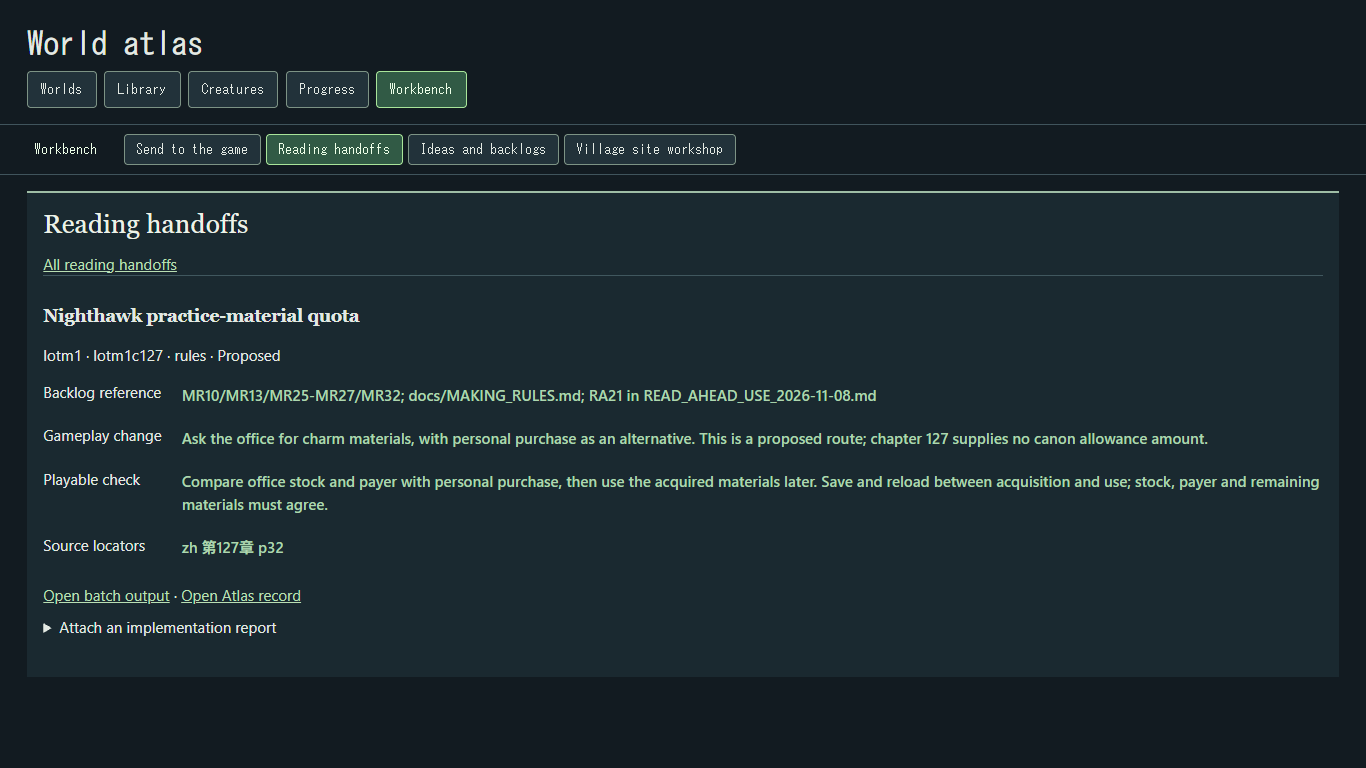 World atlas
Worlds Library Creatures Progress Workbench
Workbench Send to the game Reading handoffs Ideas and backlogs Village site workshop
Reading handoffs
All reading handoffs
Nighthawk practice-material quota
lotm1 · lotm1c127 · rules · Proposed
Backlog reference MR10/MR13/MR25-MR27/MR32; docs/MAKING_RULES.md; RA21 in READ_AHEAD_USE_2026-11-08.md
Gameplay change Ask the office for charm materials, with personal purchase as an alternative. This is a proposed route; chapter 127 supplies no canon allowance amount.
Playable check Compare office stock and payer with personal purchase, then use the acquired materials later. Save and reload between acquisition and use; stock, payer and remaining
materials must agree.
Source locators zh 第127章 p32
Open batch output · Open Atlas record
▶ Attach an implementation report